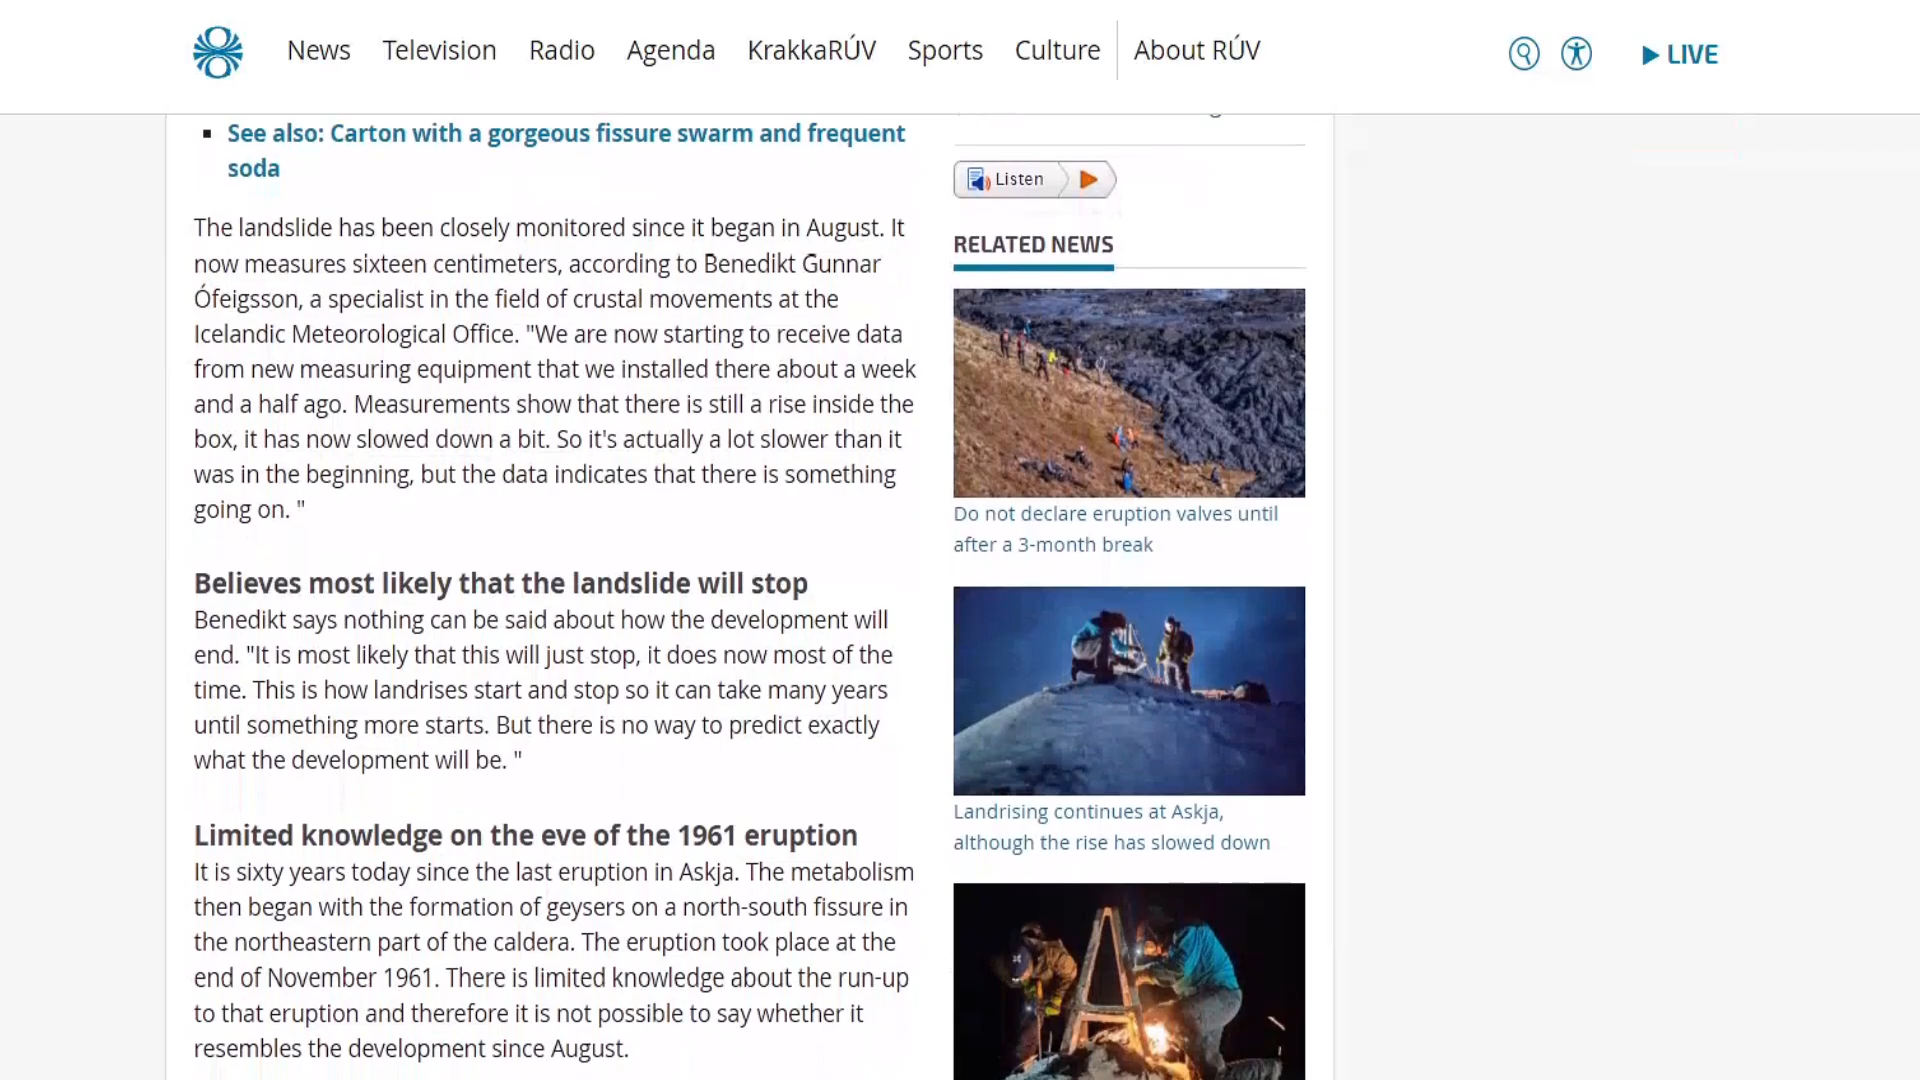 News Television Radio Agenda KrakkaRÚV Sports Culture About RÚV LIVE
See also: Carton with a gorgeous fissure swarm and frequent
soda
The landslide has been closely monitored since it began in August. It
now measures sixteen centimeters, according to Benedikt Gunnar
Ófeigsson, a specialist in the field of crustal movements at the
Icelandic Meteorological Office. "We are now starting to receive data
from new measuring equipment that we installed there about a week
and a half ago. Measurements show that there is still a rise inside the
box, it has now slowed down a bit. So it's actually a lot slower than it
was in the beginning, but the data indicates that there is something
going on. "
Believes most likely that the landslide will stop
Benedikt says nothing can be said about how the development will
end. "It is most likely that this will just stop, it does now most of the
time. This is how landrises start and stop so it can take many years
until something more starts. But there is no way to predict exactly
what the development will be. "
Limited knowledge on the eve of the 1961 eruption
It is sixty years today since the last eruption in Askja. The metabolism
then began with the formation of geysers on a north-south fissure in
the northeastern part of the caldera. The eruption took place at the
end of November 1961. There is limited knowledge about the run-up
to that eruption and therefore it is not possible to say whether it
resembles the development since August.
Listen
RELATED NEWS
Do not declare eruption valves until
after a 3-month break
Landrising continues at Askja,
although the rise has slowed down